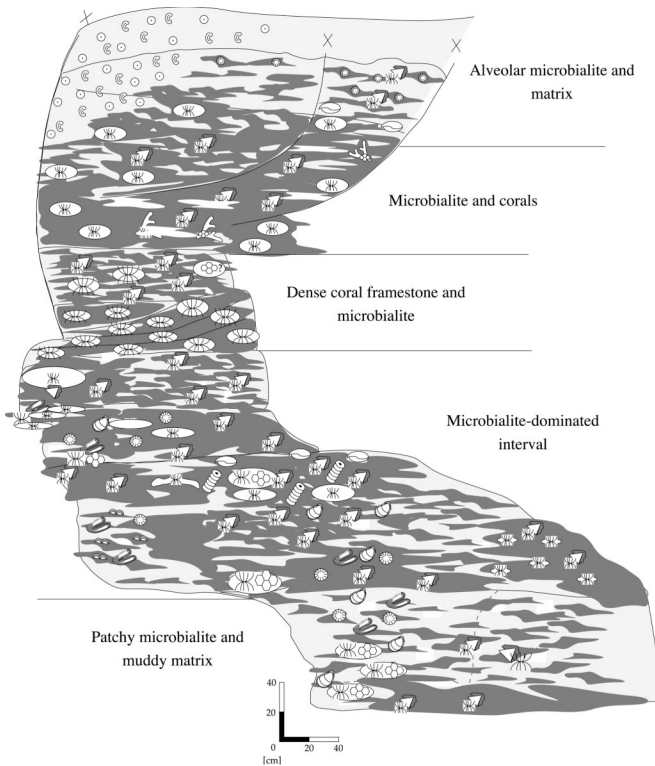 Alveolar microbialite and
matrix
Microbialite and corals
Dense coral framestone and
microbialite
?
Microbialite-dominated
interval
Patchy microbialite and
muddy matrix
40
20
0 20 40
[cm]